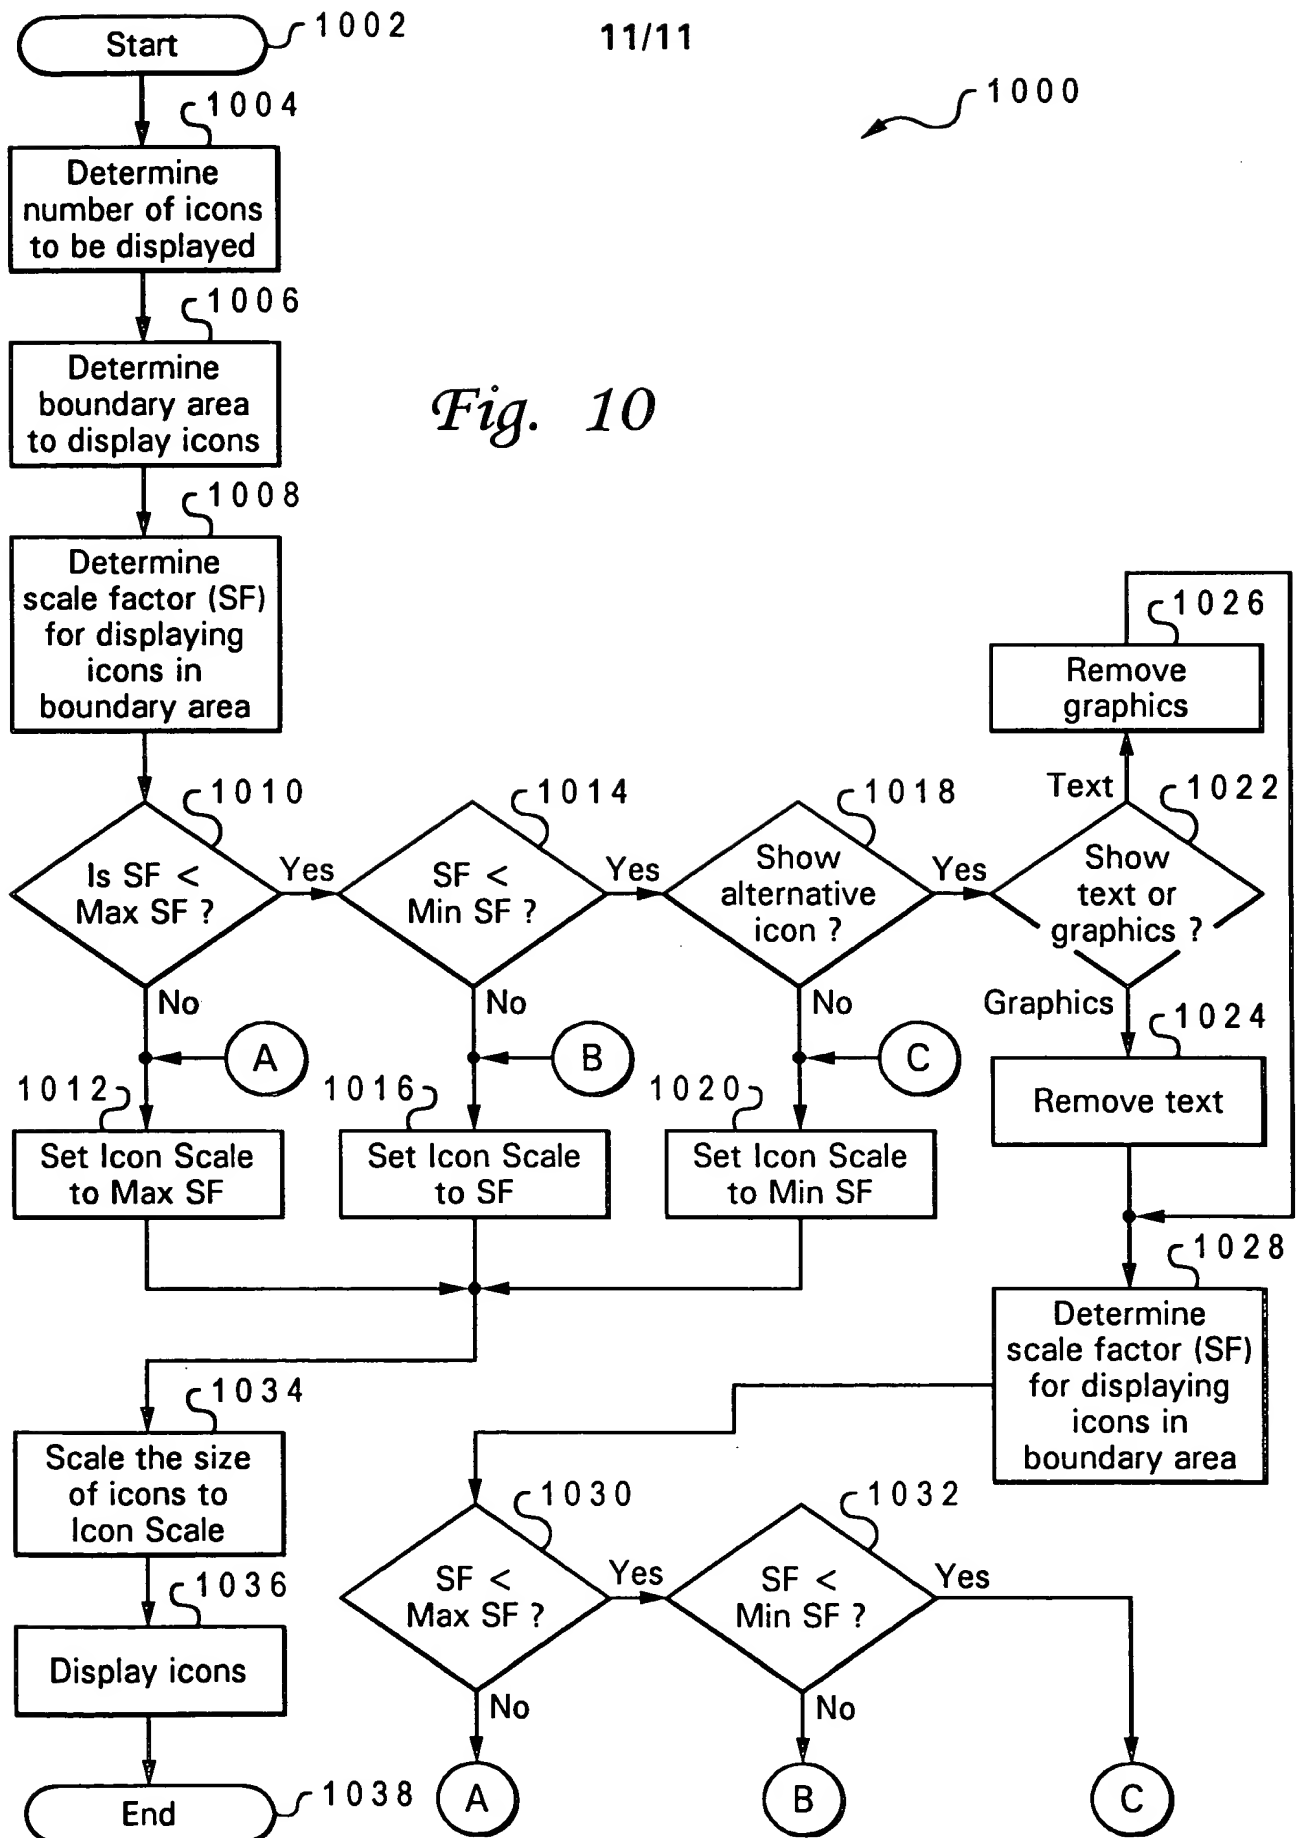 Start
1002
11/11
1000
1004
Determine
number of icons
to be displayed
1006
Determine
boundary area
to display icons
Fig. 10
1008
Determine
scale factor (SF)
for displaying
icons in
boundary area
1026
Remove
graphics
Text
1010
Is SF <
Max SF ?
Yes
No
1014
SF <
Min SF ?
Yes
No
1018
Show
alternative
icon ?
Yes
No
1022
Show
text or
graphics ?
Graphics
A
B
C
1024
Remove text
1012
Set Icon Scale
to Max SF
1016
Set Icon Scale
to SF
1020
Set Icon Scale
to Min SF
1028
Determine
scale factor (SF)
for displaying
icons in
boundary area
1034
Scale the size
of icons to
Icon Scale
1030
SF <
Max SF ?
Yes
No
1032
SF <
Min SF ?
Yes
No
1036
Display icons
1038
End
A
B
C